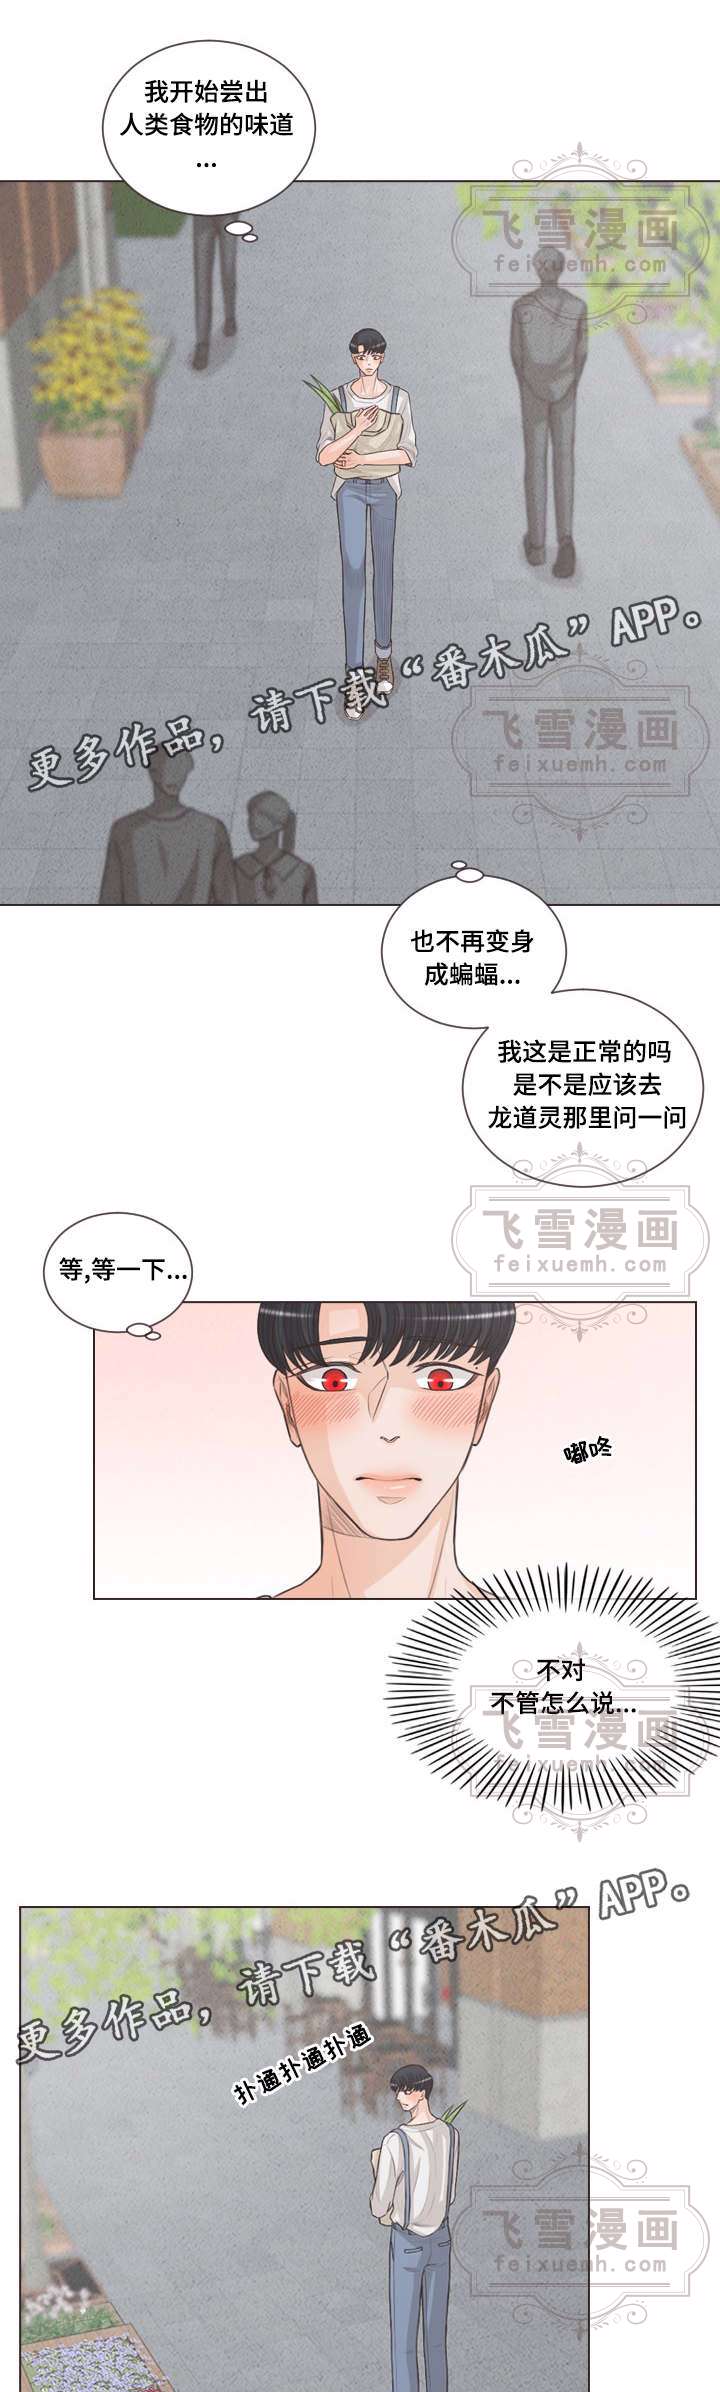 我开始尝出
人类食物的味道
...
飞雪漫画
feixuemh.com
更多作品，请下载“番木瓜”APP。
飞雪漫画
feixuemh.com
也不再变身
成蝙蝠...
我这是正常的吗
是不是应该去
龙道灵那里问一问
飞雪漫画
feixuemh.com
等,等一下...
嘟咚
不对
不管怎么说...
飞雪漫画
feixuemh.com
更多作品，请下载“番木瓜”APP。
扑通扑通扑通
飞雪漫画
feixuemh.com